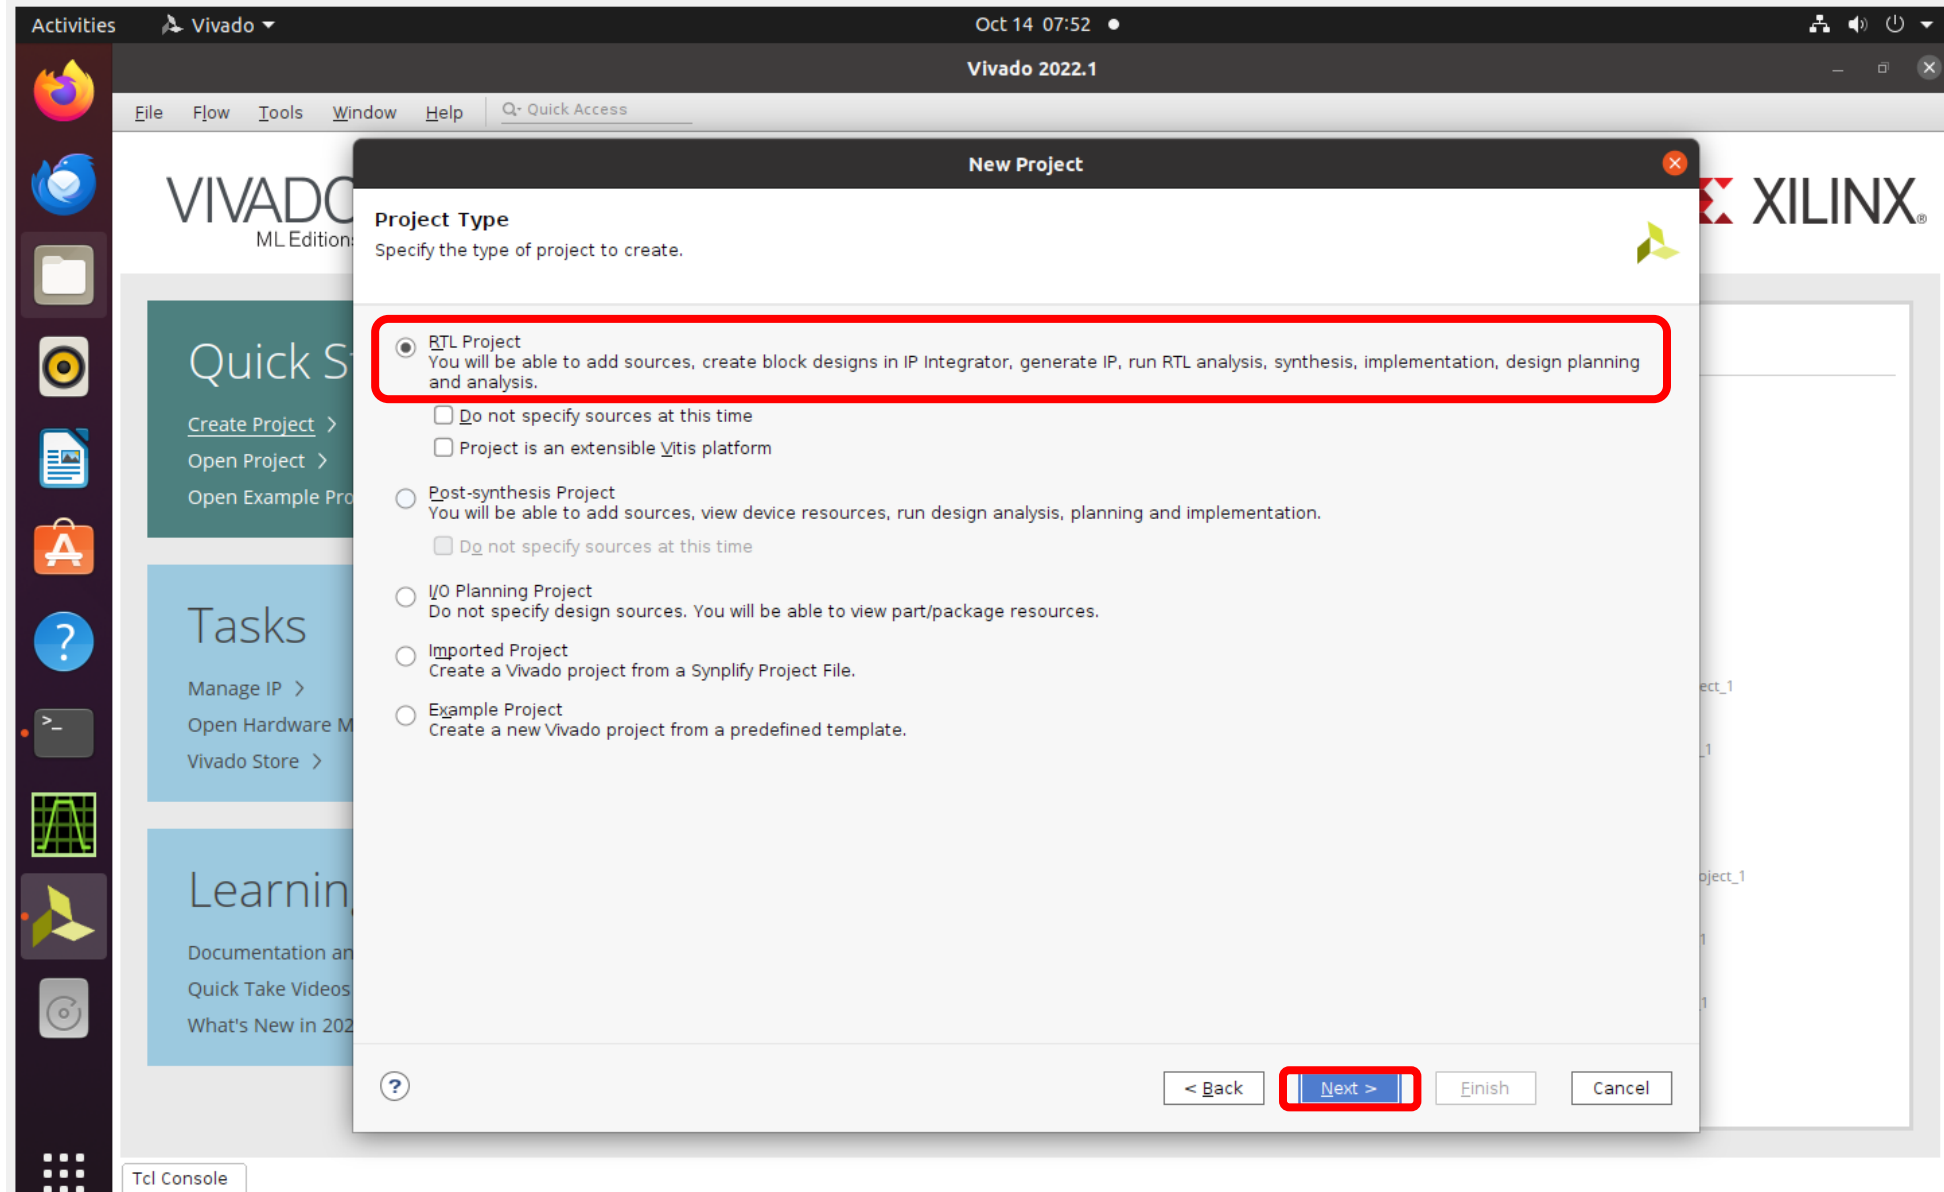 Activities Vivado Oct 14 07:52
Vivado 2022.1
File Flow Tools Window Help Quick Access
New Project
VIVADO
ML Editions
XILINX®
Project Type
Specify the type of project to create.
Quick S
Create Project >
Open Project >
Open Example Pro
RTL Project
You will be able to add sources, create block designs in IP Integrator, generate IP, run RTL analysis, synthesis, implementation, design planning
and analysis.
Do not specify sources at this time
Project is an extensible Vitis platform
Post-synthesis Project
You will be able to add sources, view device resources, run design analysis, planning and implementation.
Do not specify sources at this time
I/O Planning Project
Do not specify design sources. You will be able to view part/package resources.
Imported Project
Create a Vivado project from a Synplify Project File.
Example Project
Create a new Vivado project from a predefined template.
Tasks
Manage IP >
Open Hardware M
Vivado Store >
ect_1
_1
Learnin
Documentation an
Quick Take Videos
What's New in 202
oject_1
1
_1
? < Back Next > Finish Cancel
Tcl Console